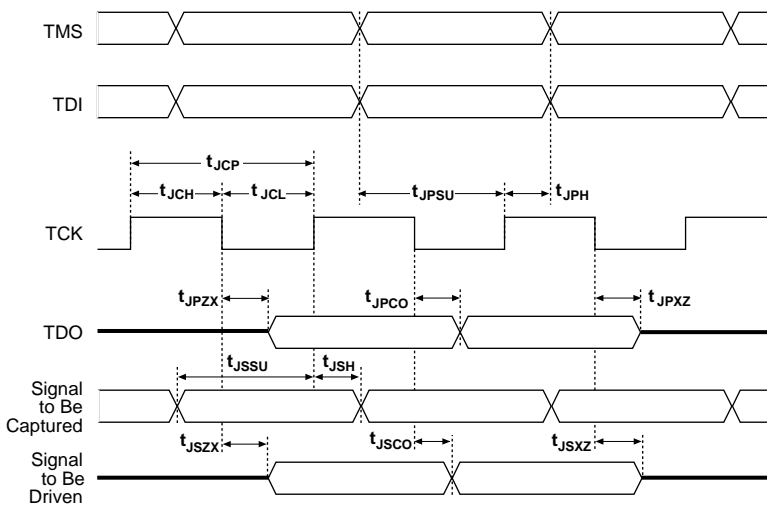 TMS
TDI
tJCP
tJCH
tJCL
tJPSU
tJPH
TCK
tJPZX
tJPCO
tJPXZ
TDO
tJSSU
tJSH
Signal
to Be
Captured
tJSZX
tJSCO
tJSXZ
Signal
to Be
Driven